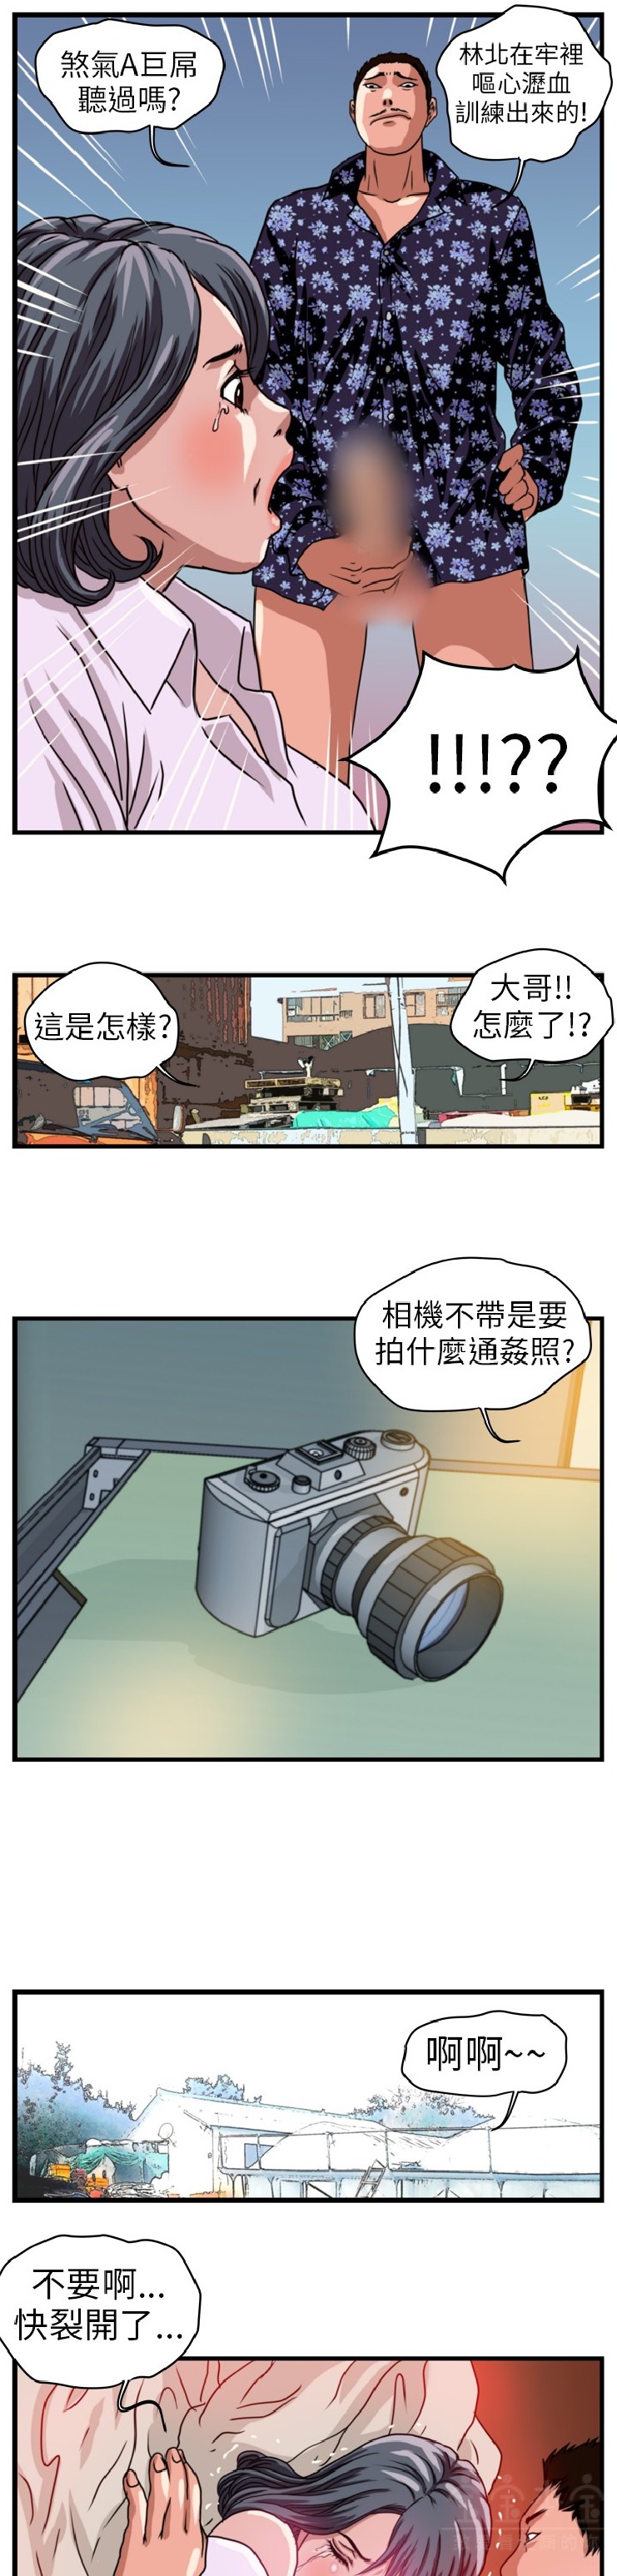 煞氣A巨屌
聽過嗎?
林北在牢裡
嘔心瀝血
訓練出來的!
!!!??
這是怎樣?
大哥!!
怎麼了!?
相機不帶是要
拍什麼通姦照?
啊啊~~
不要啊...
快裂開了...